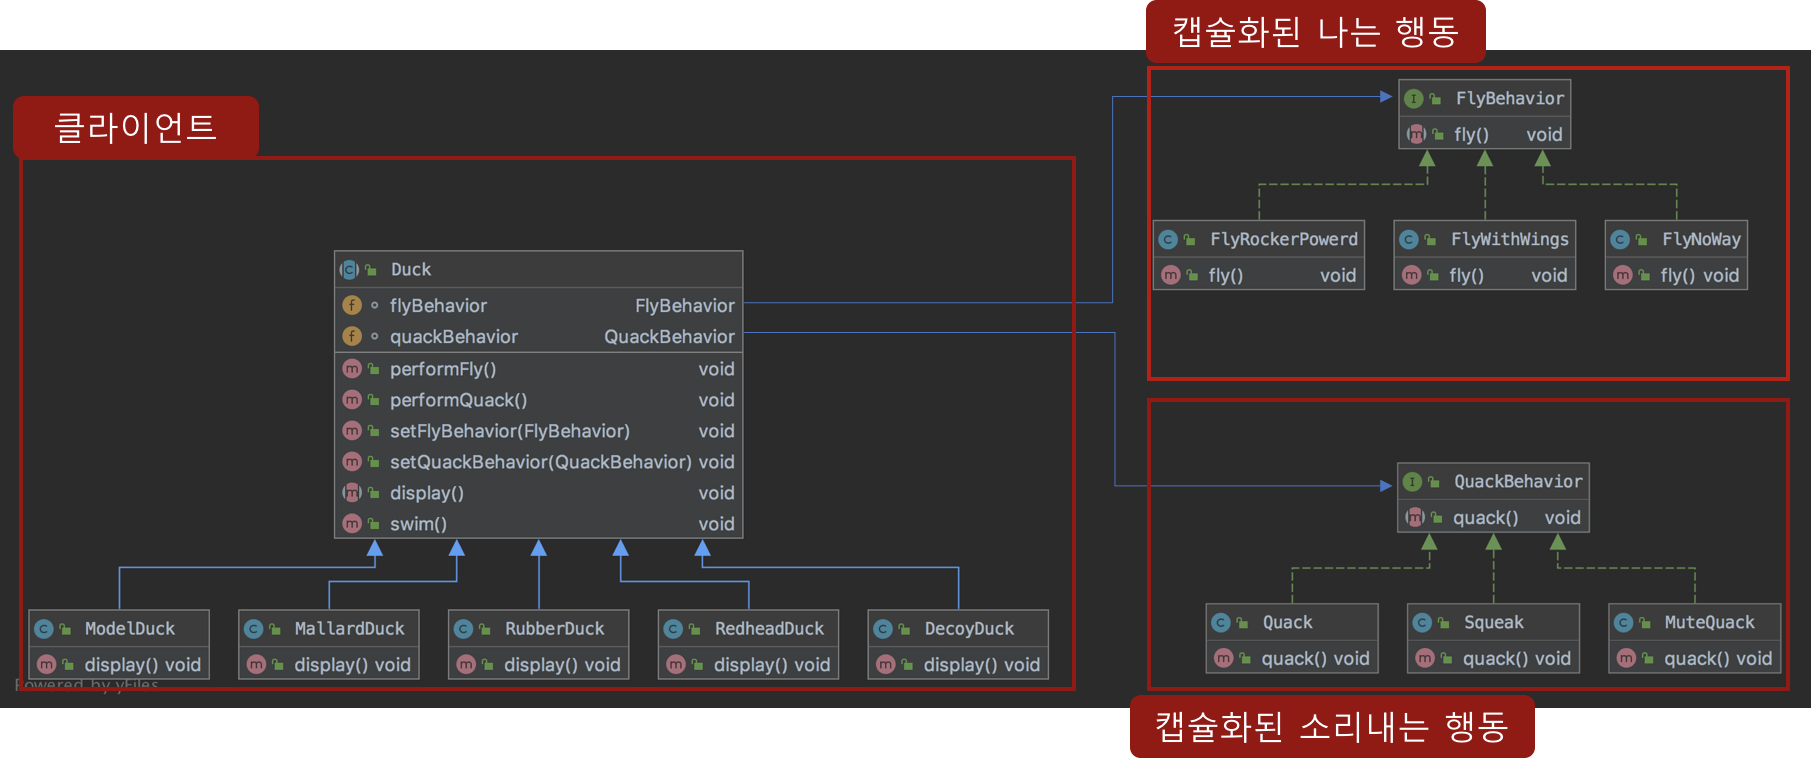 캡슐화된 나는 행동
클라이언트
FlyBehavior
fly() void
FlyRockerPowerd
fly() void
FlyWithWings
fly() void
FlyNoWay
fly() void
Duck
flyBehavior FlyBehavior
quackBehavior QuackBehavior
performFly() void
performQuack() void
setFlyBehavior(FlyBehavior) void
setQuackBehavior(QuackBehavior) void
display() void
swim() void
ModelDuck
display() void
MallardDuck
display() void
RubberDuck
display() void
RedheadDuck
display() void
DecoyDuck
display() void
QuackBehavior
quack() void
Quack
quack() void
Squeak
quack() void
MuteQuack
quack() void
Powered by yFiles
캡슐화된 소리내는 행동